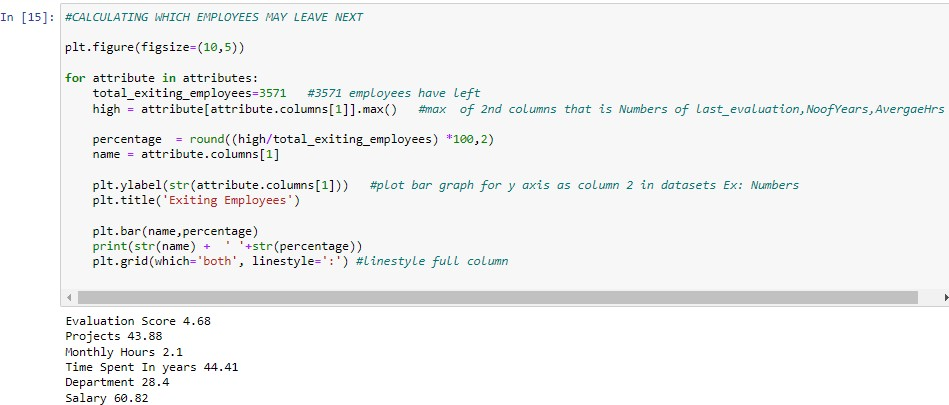 In [15]: #CALCULATING WHICH EMPLOYEES MAY LEAVE NEXT
plt.figure(figsize=(10,5))
for attribute in attributes:
total_exiting_employees=3571 #3571 employees have left
high = attribute[attribute.columns[1]].max() #max of 2nd columns that is Numbers of last_evaluation,NoofYears,AvergaeHrs
percentage = round((high/total_exiting_employees) *100,2)
name = attribute.columns[1]
plt.ylabel(str(attribute.columns[1])) #plot bar graph for y axis as column 2 in datasets Ex: Numbers
plt.title('Exiting Employees')
plt.bar(name,percentage)
print(str(name) + ' '+str(percentage))
plt.grid(which='both', linestyle=':') #linestyle full column
Evaluation Score 4.68
Projects 43.88
Monthly Hours 2.1
Time Spent In years 44.41
Department 28.4
Salary 60.82